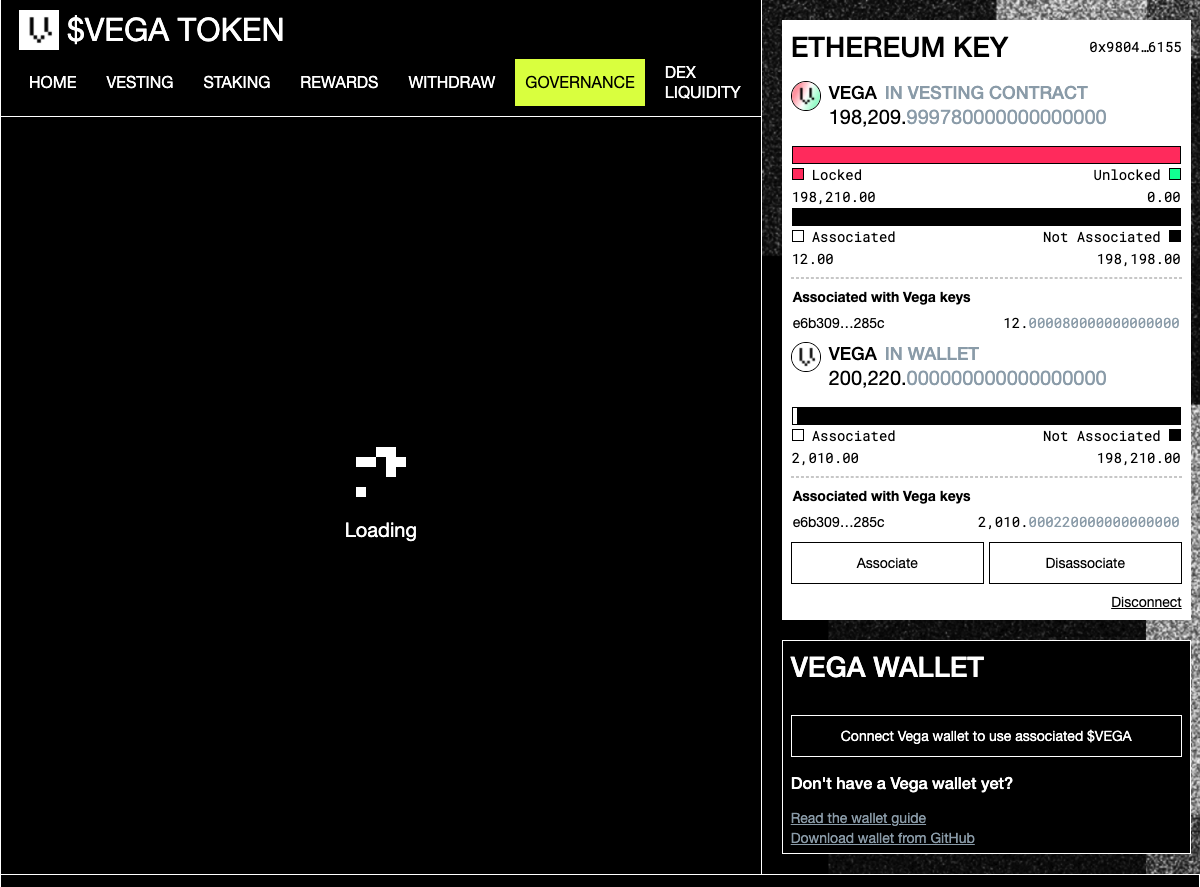 $VEGA TOKEN
HOME VESTING STAKING REWARDS WITHDRAW GOVERNANCE DEX LIQUIDITY
Loading
ETHEREUM KEY 0x9804…6155
VEGA IN VESTING CONTRACT
198,209.999780000000000000
Locked Unlocked
198,210.00 0.00
Associated Not Associated
12.00 198,198.00
Associated with Vega keys
e6b309…285c 12.000080000000000000
VEGA IN WALLET
200,220.000000000000000000
Associated Not Associated
2,010.00 198,210.00
Associated with Vega keys
e6b309…285c 2,010.000220000000000000
Associate Disassociate
Disconnect
VEGA WALLET
Connect Vega wallet to use associated $VEGA
Don't have a Vega wallet yet?
Read the wallet guide
Download wallet from GitHub